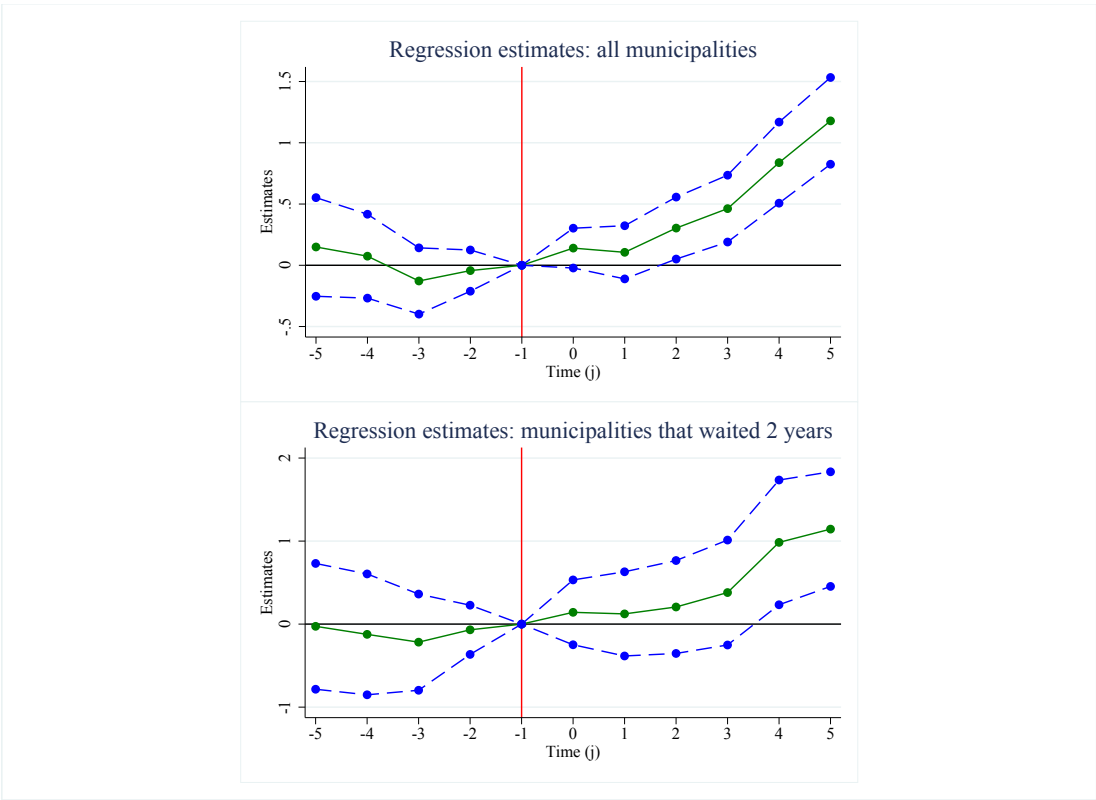 Regression estimates: all municipalities
Estimates
1.5
1
.5
0
-.5
-5 -4 -3 -2 -1 0 1 2 3 4 5
Time (j)
Regression estimates: municipalities that waited 2 years
Estimates
2
1
0
-1
-5 -4 -3 -2 -1 0 1 2 3 4 5
Time (j)